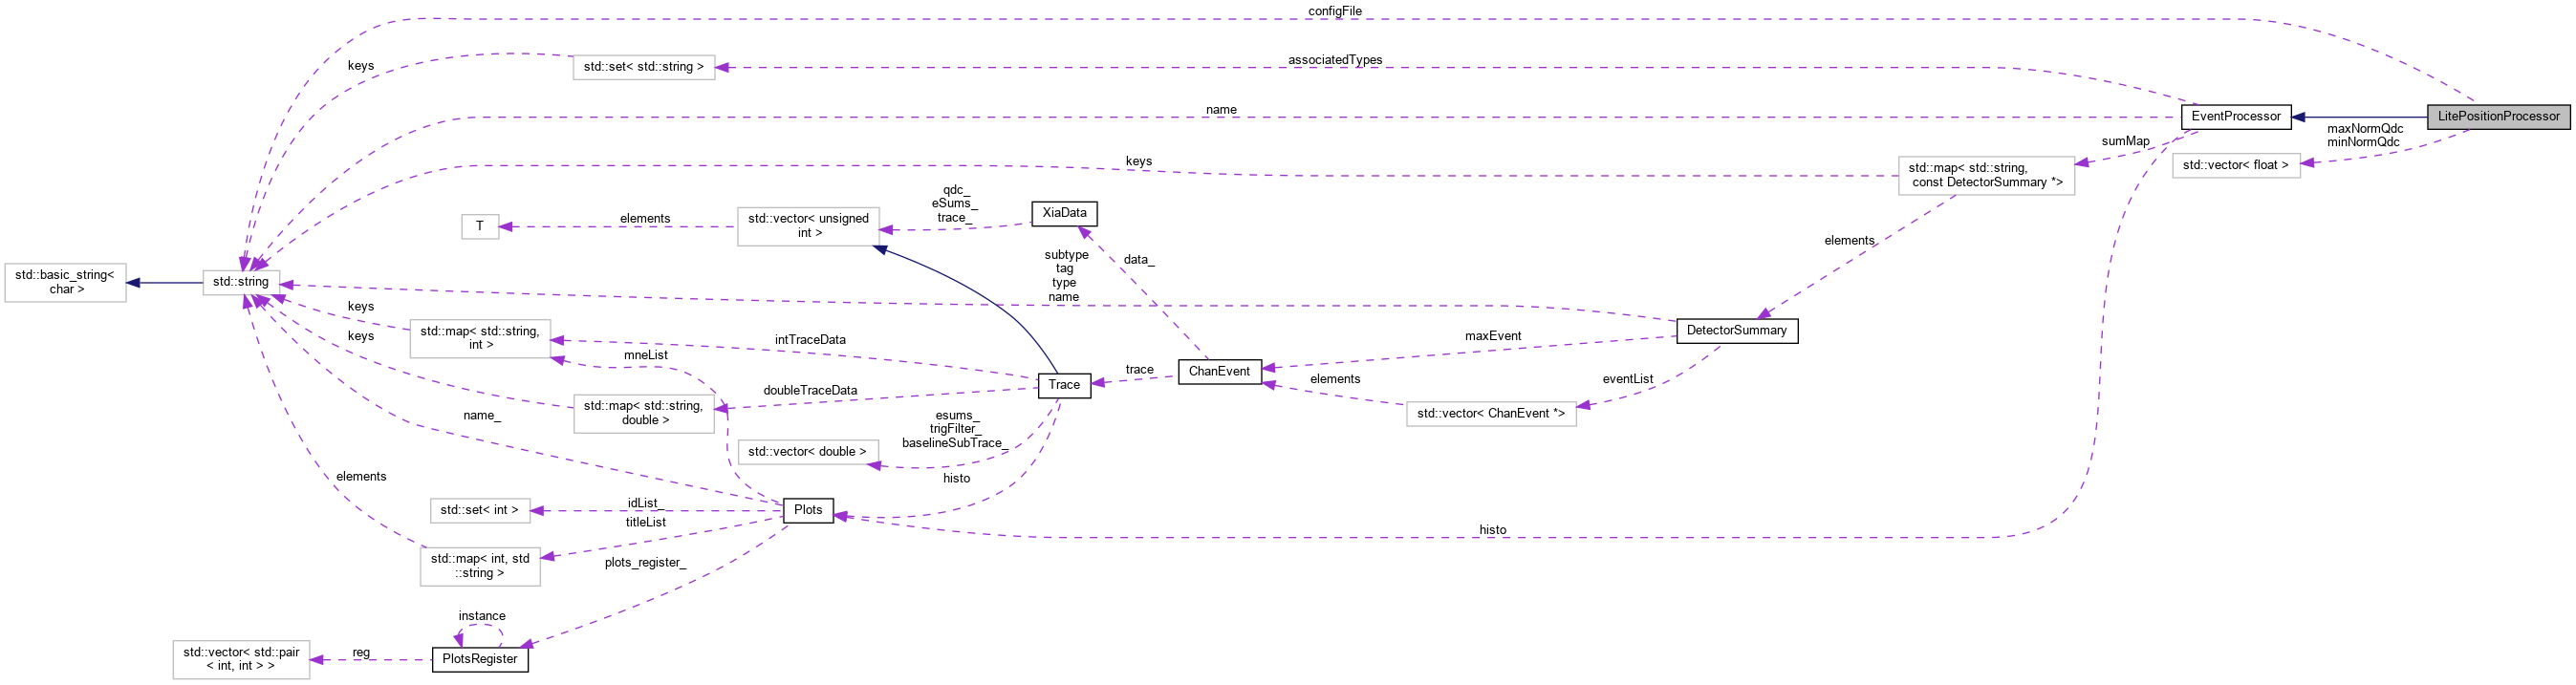 configFile
keys
std::set< std::string >
associatedTypes
name
EventProcessor
LitePositionProcessor
maxNormQdc
minNormQdc
sumMap
std::vector< float >
keys
std::map< std::string,
const DetectorSummary *>
qdc_
eSums_
trace_
XiaData
T
elements
std::vector< unsigned
int >
elements
data_
subtype
tag
type
name
std::basic_string<
char >
std::string
keys
std::map< std::string,
int >
keys
mneList
intTraceData
DetectorSummary
maxEvent
ChanEvent
trace
Trace
elements
eventList
std::vector< ChanEvent *>
doubleTraceData
std::map< std::string,
double >
name_
esums_
trigFilter_
baselineSubTrace_
std::vector< double >
histo
elements
std::set< int >
idList_
Plots
titleList
histo
std::map< int, std
::string >
plots_register_
instance
std::vector< std::pair
< int, int > >
reg
PlotsRegister